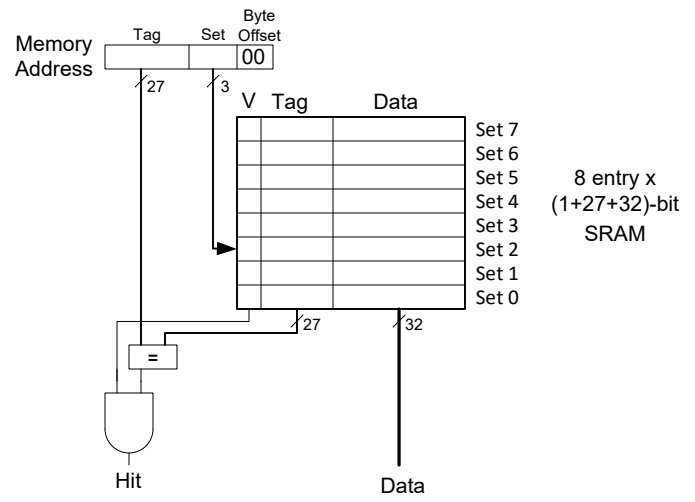 Byte
Tag Set Offset
Memory
Address
00
27 3
V Tag Data
Set 7
Set 6
Set 5
Set 4
Set 3
Set 2
Set 1
Set 0
8 entry x
(1+27+32)-bit
SRAM
27 32
=
Hit Data